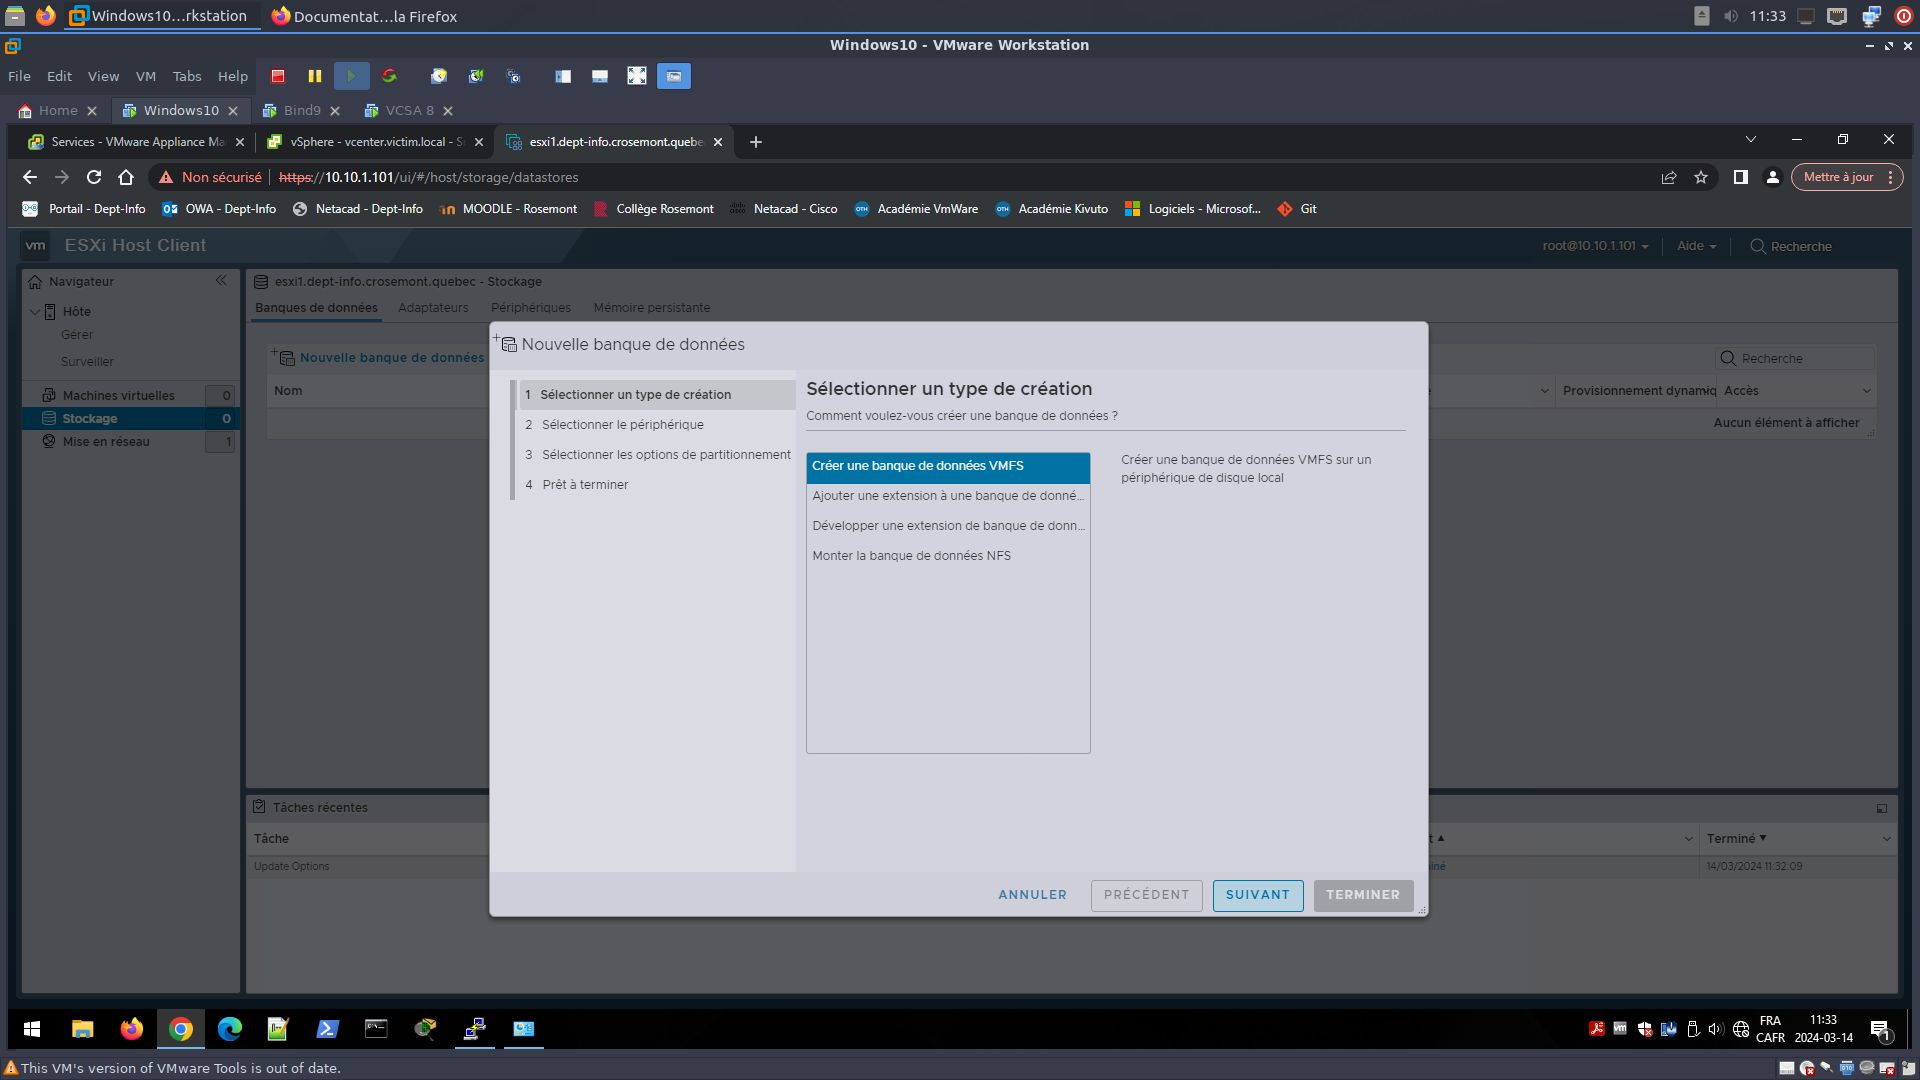 Windows10...rkstation
Documentat...la Firefox
11:33
Windows10 - VMware Workstation
File Edit View VM Tabs Help
Home
Windows10
Bind9
VCSA 8
Services - VMware Appliance Ma
vSphere - vcenter.victim.local - S
esxi1.dept-info.crosemont.quebe
Non sécurisé
https://10.10.1.101/ui/#/host/storage/datastores
Mettre à jour
Portail - Dept-Info
OWA - Dept-Info
Netacad - Dept-Info
MOODLE - Rosemont
Collège Rosemont
Netacad - Cisco
Académie VmWare
Académie Kivuto
Logiciels - Microsof...
Git
vm ESXi Host Client
root@10.10.1.101
Aide
Recherche
Navigateur
Hôte
Gérer
Surveiller
Machines virtuelles 0
Stockage 0
Mise en réseau 1
esxi1.dept-info.crosemont.quebec - Stockage
Banques de données
Adaptateurs
Périphériques
Mémoire persistante
Nouvelle banque de données
Recherche
Nom
Provisionnement dynamiq
Accès
Aucun élément à afficher
Nouvelle banque de données
1 Sélectionner un type de création
2 Sélectionner le périphérique
3 Sélectionner les options de partitionnement
4 Prêt à terminer
Sélectionner un type de création
Comment voulez-vous créer une banque de données ?
Créer une banque de données VMFS
Ajouter une extension à une banque de donné...
Développer une extension de banque de donn...
Monter la banque de données NFS
Créer une banque de données VMFS sur un
périphérique de disque local
ANNULER
PRÉCÉDENT
SUIVANT
TERMINER
Tâches récentes
Tâche
t
Terminé
Update Options
iné
14/03/2024 11:32:09
FRA
CAFR
11:33
2024-03-14
1
This VM's version of VMware Tools is out of date.